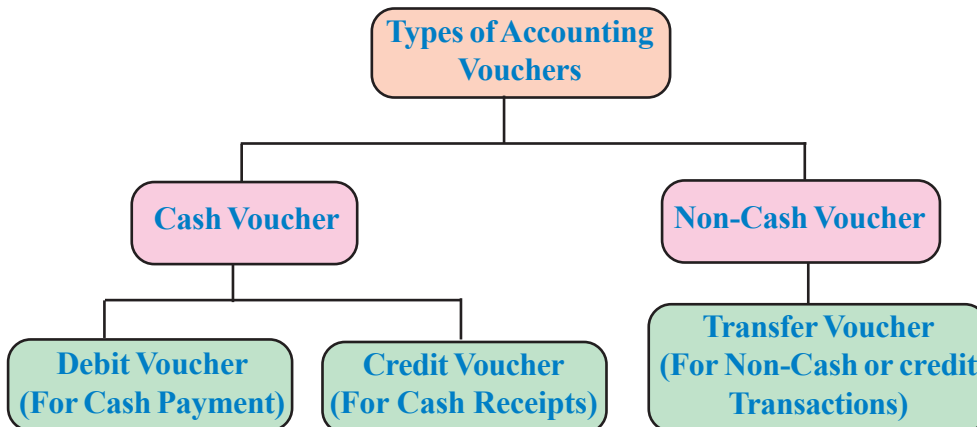 Types of Accounting
Vouchers
Cash Voucher
Non-Cash Voucher
Debit Voucher
(For Cash Payment)
Credit Voucher
(For Cash Receipts)
Transfer Voucher
(For Non-Cash or credit
Transactions)